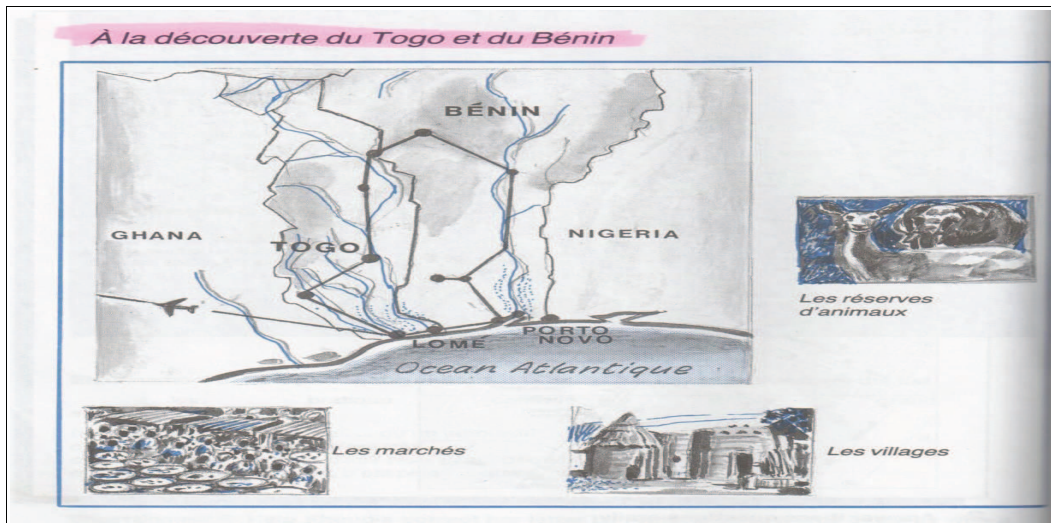 À la découverte du Togo et du Bénin
BÉNIN
GHANA
TOGO
NIGERIA
LOME
PORTO
NOVO
Ocean Atlantique
Les réserves
d'animaux
Les marchés
Les villages